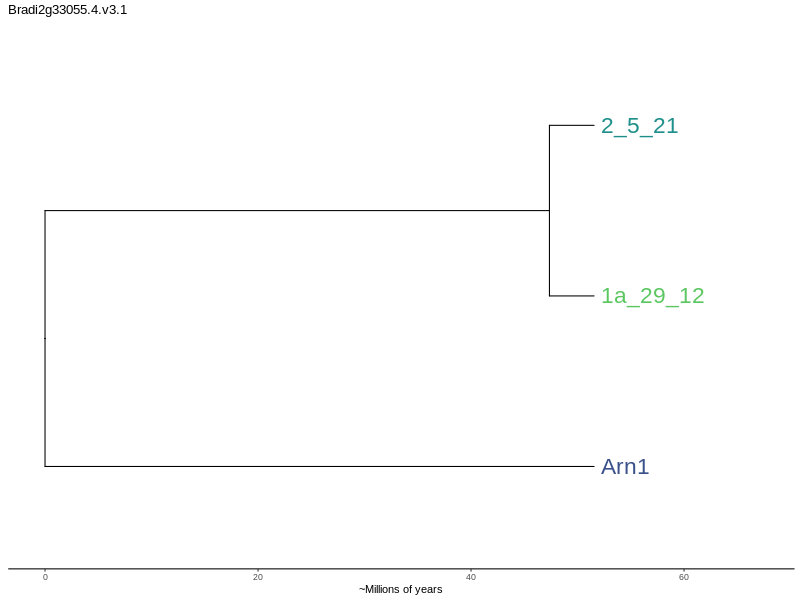 Bradi2g33055.4.v3.1
2_5_21
1a_29_12
Arn1
0 20 40 60
~Millions of years